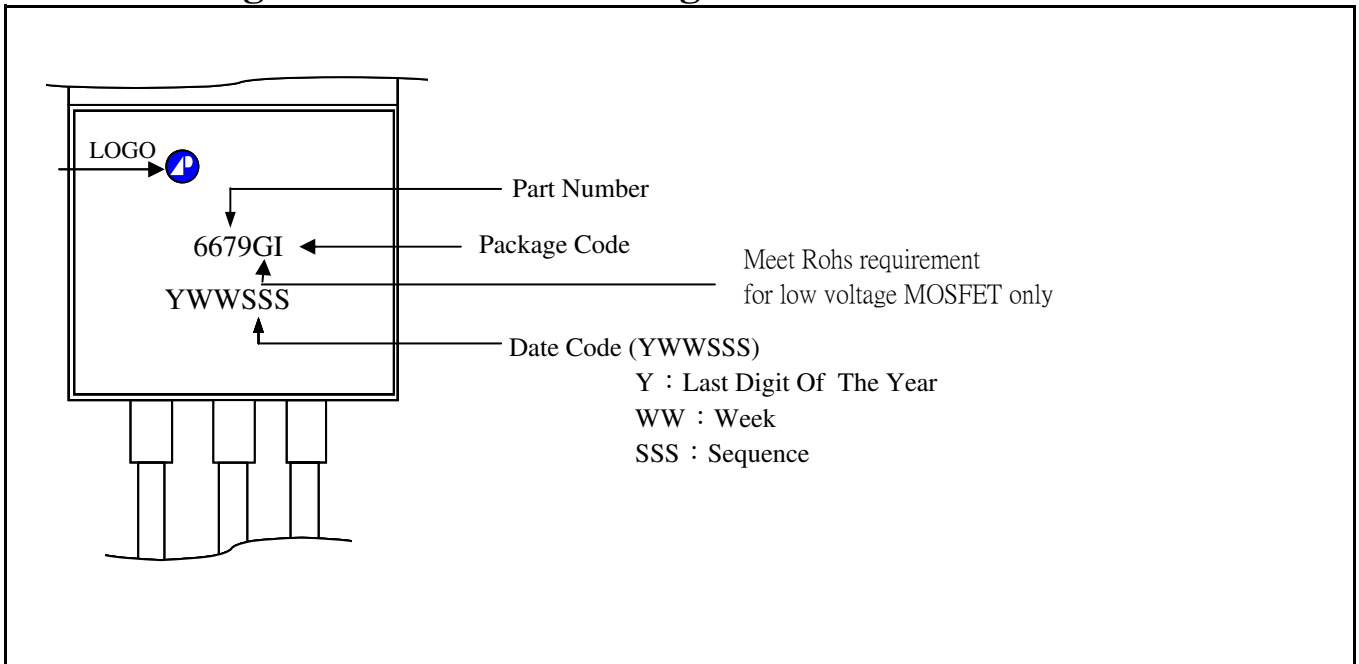 LOGO
Part Number
6679GI
Package Code
Meet Rohs requirement
for low voltage MOSFET only
YWWSSS
Date Code (YWWSSS)
Y：Last Digit Of The Year
WW：Week
SSS：Sequence